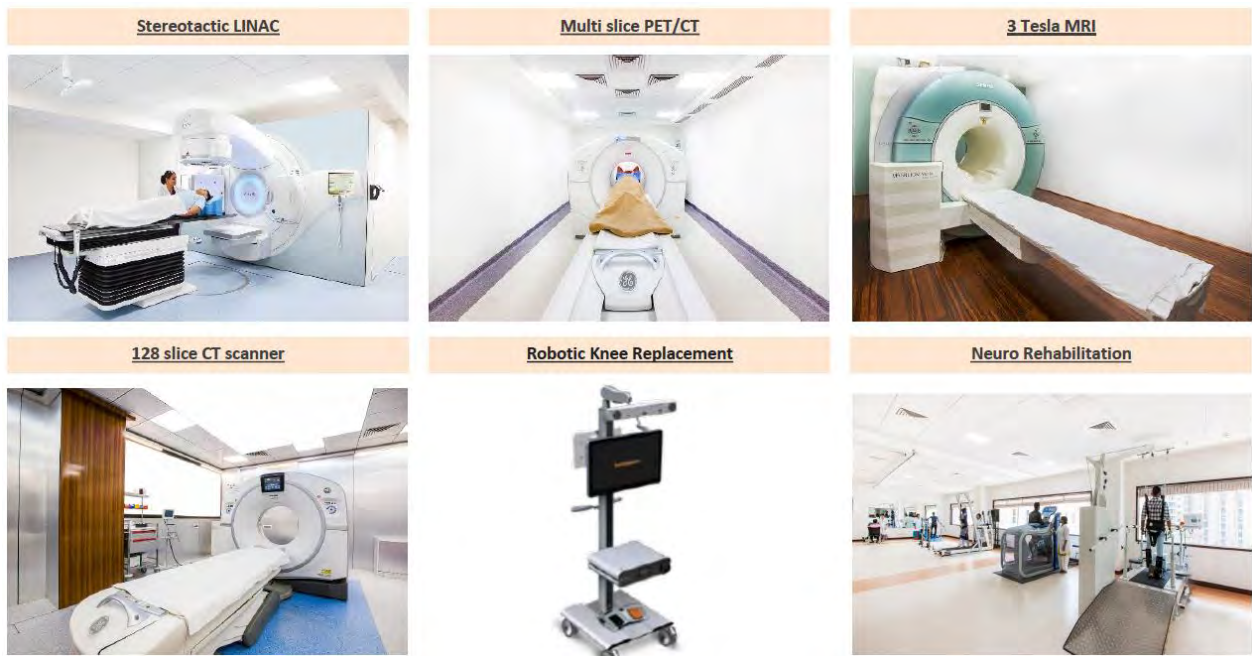 Stereotactic LINAC
Multi slice PET/CT
3 Tesla MRI
128 slice CT scanner
Robotic Knee Replacement
Neuro Rehabilitation